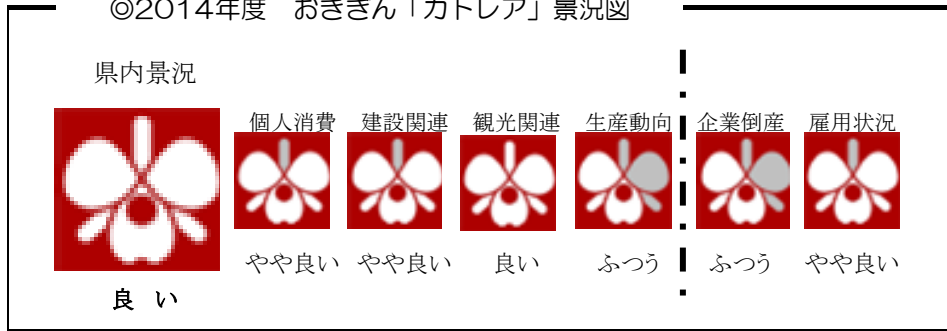 ©2014年度　おきぎん「カトレア」景況図
県内景況
個人消費　建設関連　観光関連　生産動向　企業倒産　雇用状況
やや良い　やや良い　良い　ふつう　ふつう　やや良い
良 い